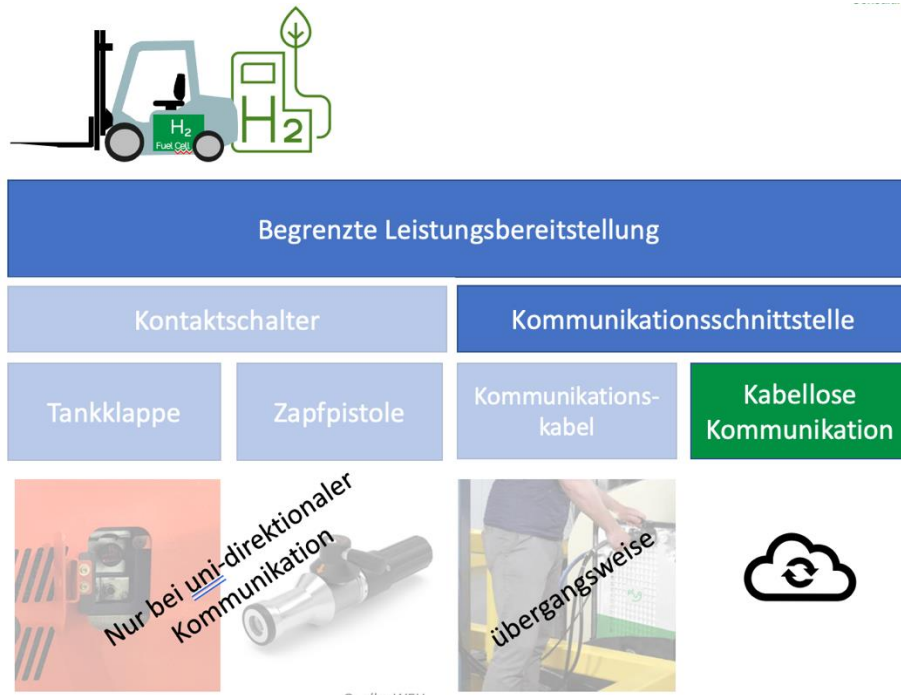 H₂
Fuel Cell
H2
Begrenzte Leistungsbereitstellung
Kontaktschalter
Kommunikationsschnittstelle
Tankklappe
Zapfpistole
Kommunikations-
kabel
Kabellose
Kommunikation
Nur bei uni-direktionaler
Kommunikation
übergangsweise